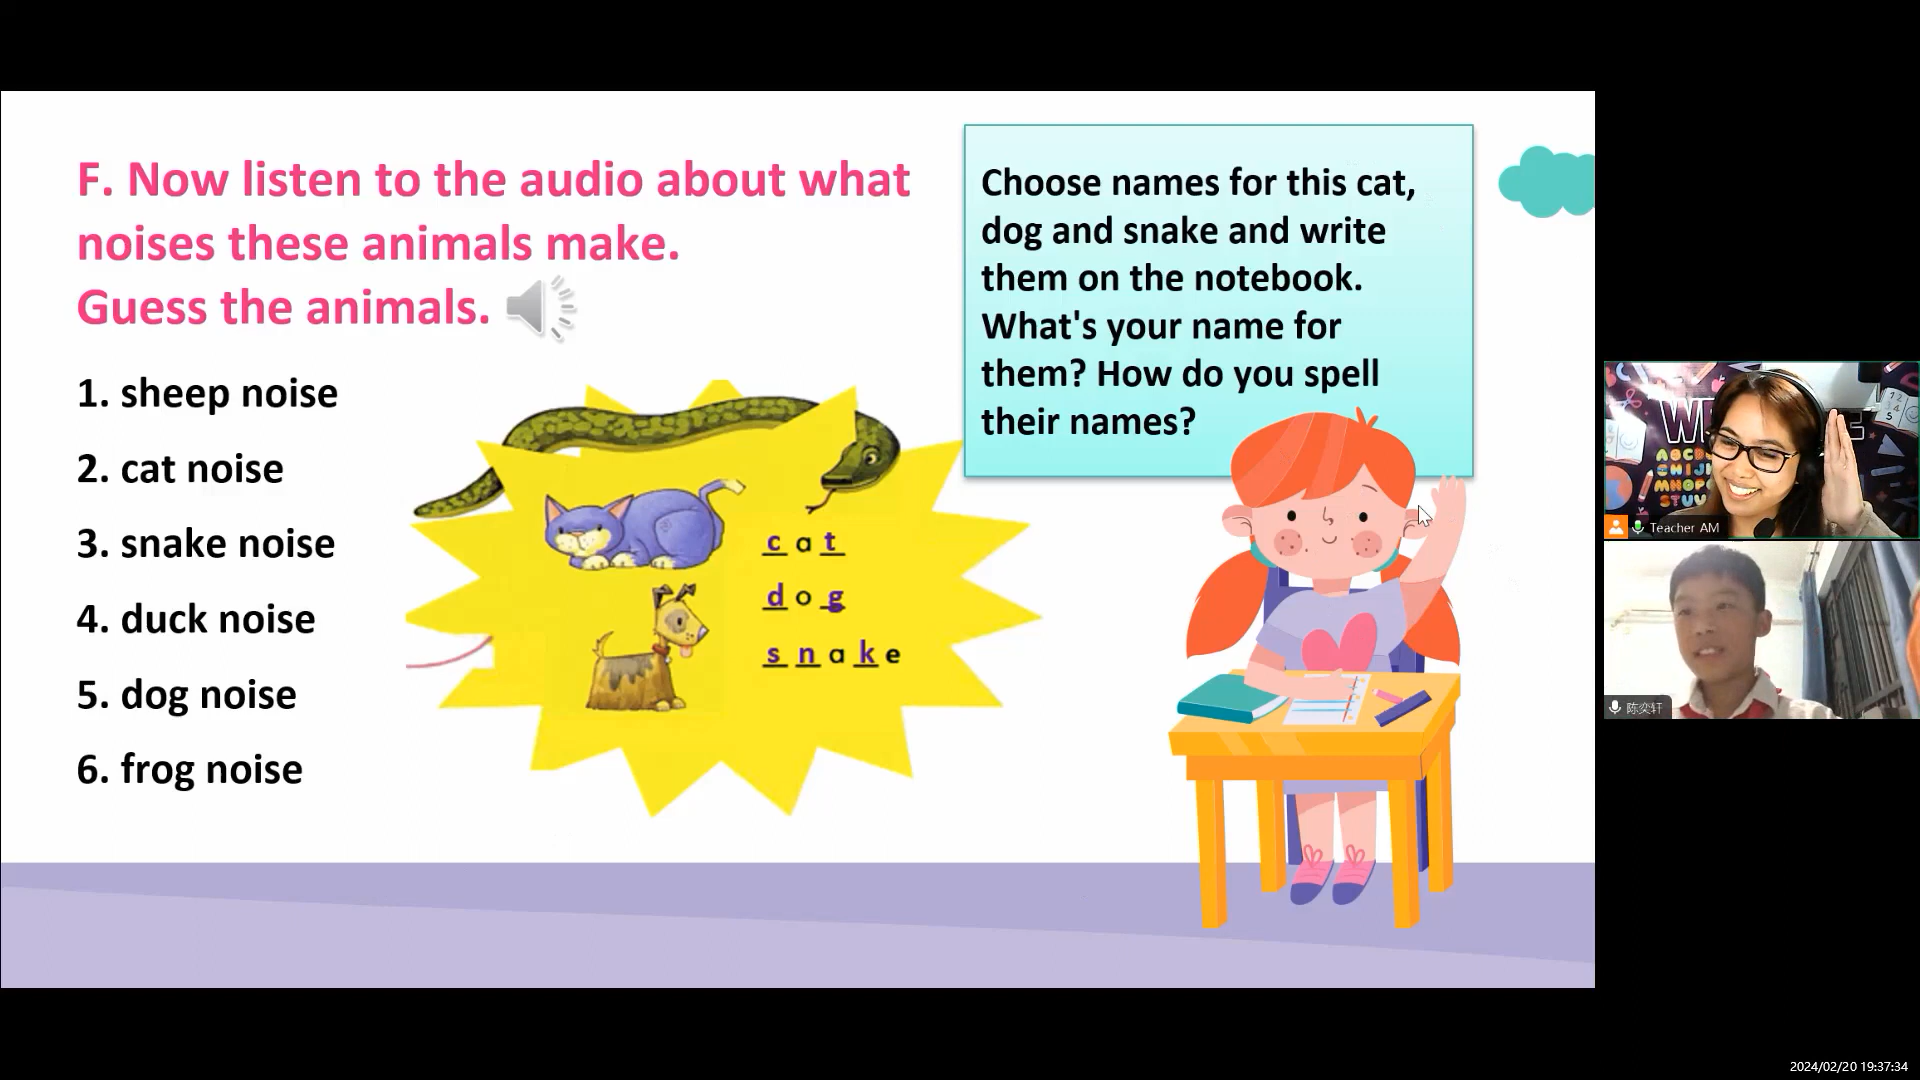 F. Now listen to the audio about what
noises these animals make.
Guess the animals.
1. sheep noise
2. cat noise
3. snake noise
4. duck noise
5. dog noise
6. frog noise
c a t
d o g
s n a k e
Choose names for this cat,
dog and snake and write
them on the notebook.
What's your name for
them? How do you spell
their names?
Teacher AM
陈奕轩
2024/02/20 19:37:34